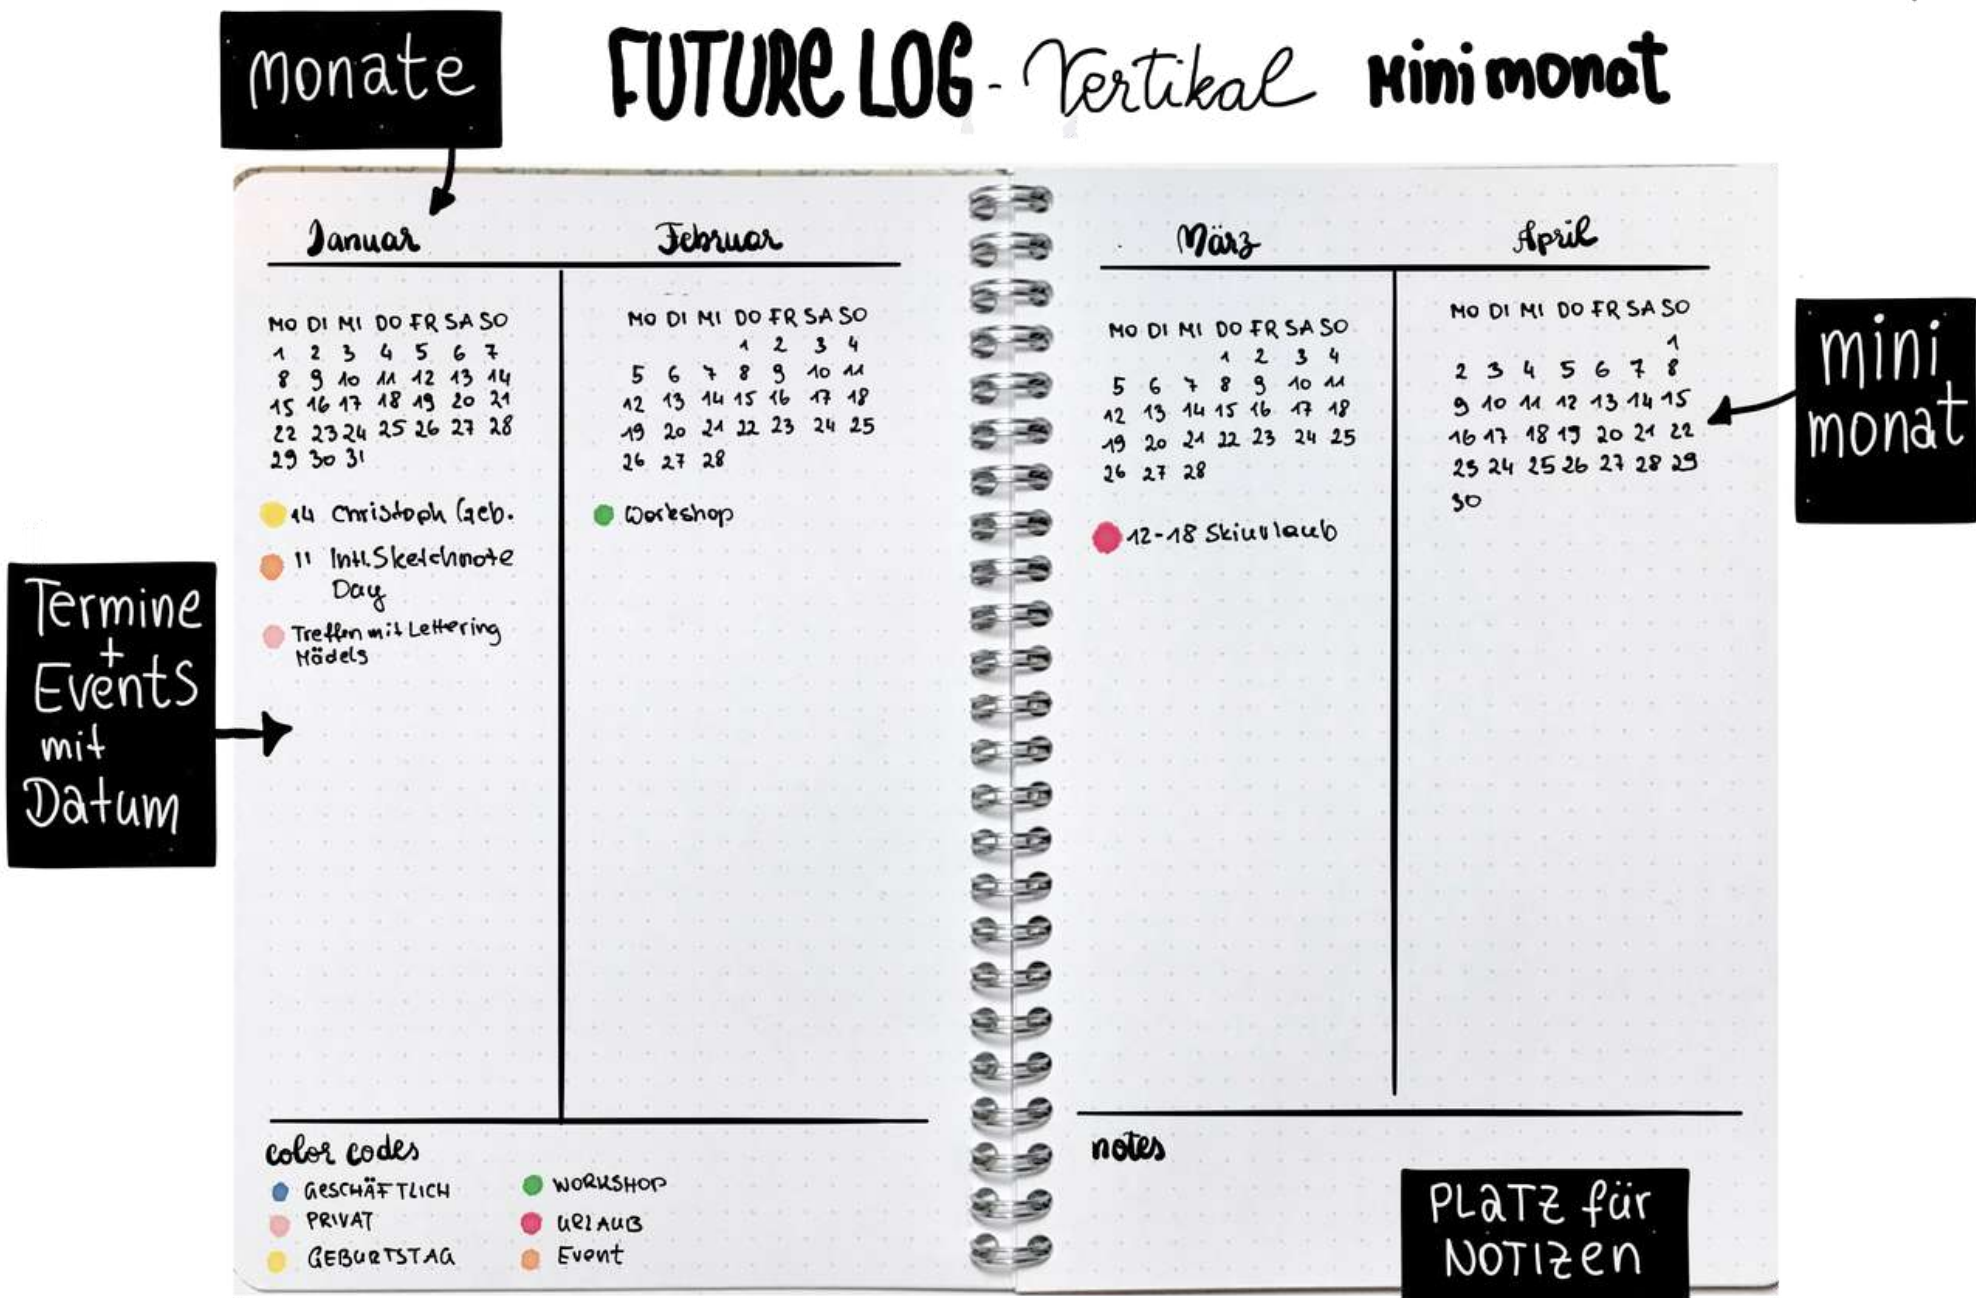 monate
FUTURE LOG - Vertikal Mini monat
Januar
MO DI MI DO FR SA SO
1 2 3 4 5 6 7
8 9 10 11 12 13 14
15 16 17 18 19 20 21
22 23 24 25 26 27 28
29 30 31
14 Christoph Geb.
11 Intl. Sketchnote
Day
Treffen mit Lettering
Mädels
Februar
MO DI MI DO FR SA SO
1 2 3 4
5 6 7 8 9 10 11
12 13 14 15 16 17 18
19 20 21 22 23 24 25
26 27 28
Workshop
März
MO DI MI DO FR SA SO
1 2 3 4
5 6 7 8 9 10 11
12 13 14 15 16 17 18
19 20 21 22 23 24 25
26 27 28
12-18 Skiurlaub
April
MO DI MI DO FR SA SO
1
2 3 4 5 6 7 8
9 10 11 12 13 14 15
16 17 18 19 20 21 22
23 24 25 26 27 28 29
30
mini
monat
Termine
+
Events
mit
Datum
color codes
GESCHÄFTLICH
PRIVAT
GEBURTSTAG
WORKSHOP
URLAUB
Event
notes
PLATZ für
NOTIZEN